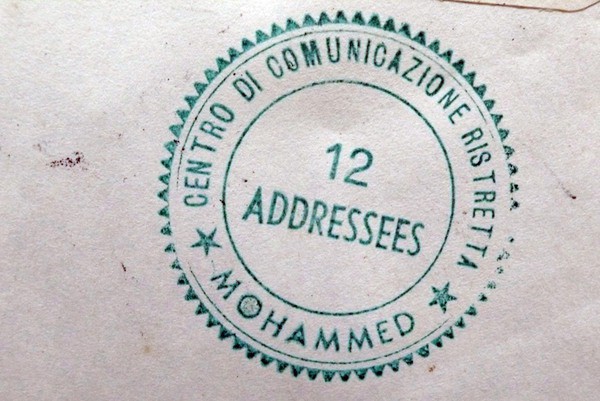 CENTRO DI COMUNICAZIONE RISTRETTA
12
ADDRESSEES
★ MOHAMMED ★